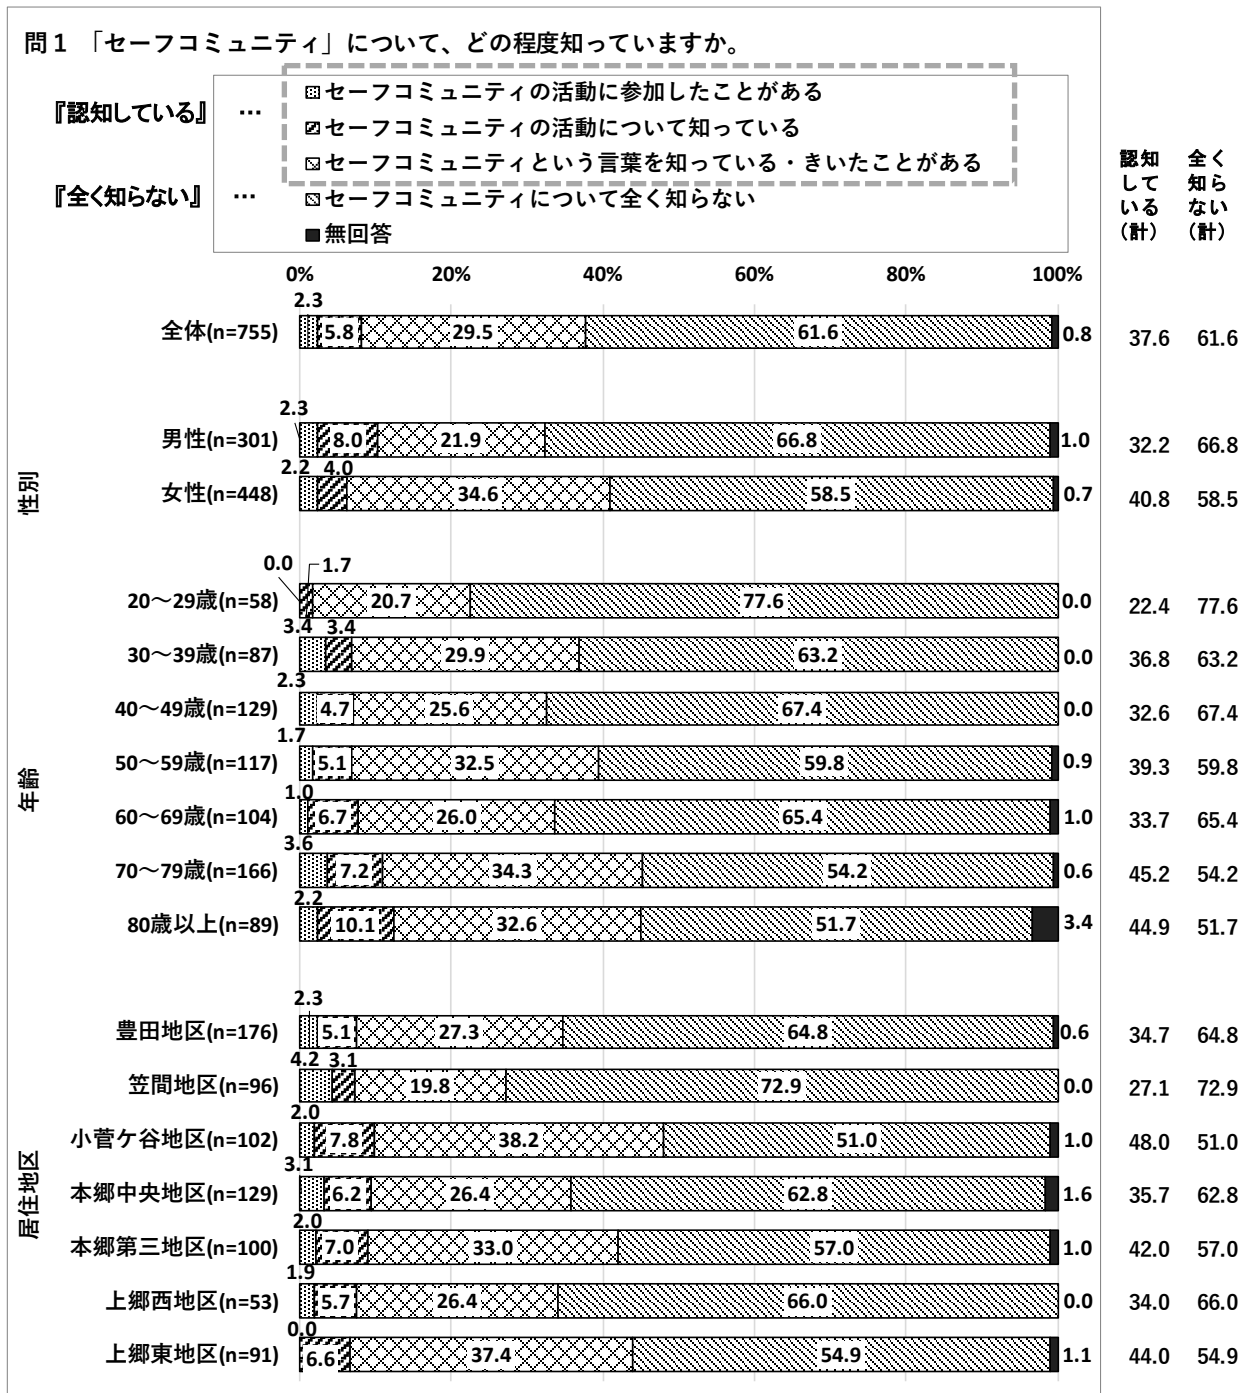 問1 「セーフコミュニティ」について、どの程度知っていますか。
『認知している』 …
セーフコミュニティの活動に参加したことがある
セーフコミュニティの活動について知っている
セーフコミュニティという言葉を知っている・きいたことがある
『全く知らない』 …
セーフコミュニティについて全く知らない
無回答
認知
して
いる
(計)
全く
知ら
ない
(計)
0% 20% 40% 60% 80% 100%
2.3
全体(n=755) 5.8 29.5 61.6 0.8 37.6 61.6
性別
2.3
男性(n=301) 8.0 21.9 66.8 1.0 32.2 66.8
2.2 4.0
女性(n=448) 34.6 58.5 0.7 40.8 58.5
年齢
0.0 1.7
20～29歳(n=58) 20.7 77.6 0.0 22.4 77.6
3.4 3.4
30～39歳(n=87) 29.9 63.2 0.0 36.8 63.2
2.3
40～49歳(n=129) 4.7 25.6 67.4 0.0 32.6 67.4
1.7
50～59歳(n=117) 5.1 32.5 59.8 0.9 39.3 59.8
1.0
60～69歳(n=104) 6.7 26.0 65.4 1.0 33.7 65.4
3.6
70～79歳(n=166) 7.2 34.3 54.2 0.6 45.2 54.2
2.2
80歳以上(n=89) 10.1 32.6 51.7 3.4 44.9 51.7
居住地区
2.3
豊田地区(n=176) 5.1 27.3 64.8 0.6 34.7 64.8
4.2 3.1
笠間地区(n=96) 19.8 72.9 0.0 27.1 72.9
2.0
小菅ケ谷地区(n=102) 7.8 38.2 51.0 1.0 48.0 51.0
3.1
本郷中央地区(n=129) 6.2 26.4 62.8 1.6 35.7 62.8
2.0
本郷第三地区(n=100) 7.0 33.0 57.0 1.0 42.0 57.0
1.9
上郷西地区(n=53) 5.7 26.4 66.0 0.0 34.0 66.0
0.0
上郷東地区(n=91) 6.6 37.4 54.9 1.1 44.0 54.9